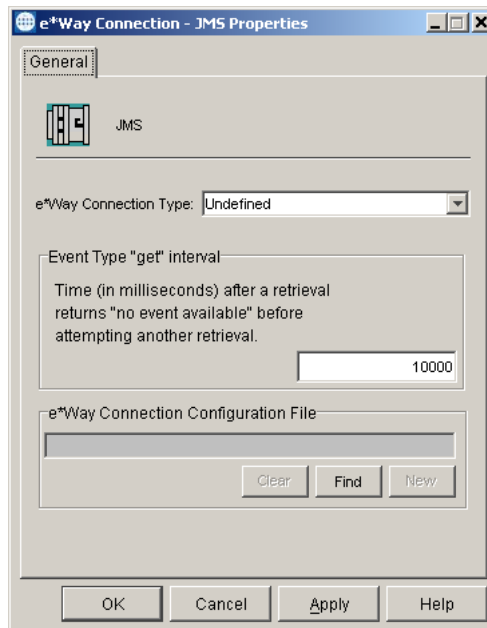 e*Way Connection - JMS Properties
General
JMS
e*Way Connection Type: Undefined
Event Type "get" interval
Time (in milliseconds) after a retrieval
returns "no event available" before
attempting another retrieval.
10000
e*Way Connection Configuration File
Clear Find New
OK Cancel Apply Help